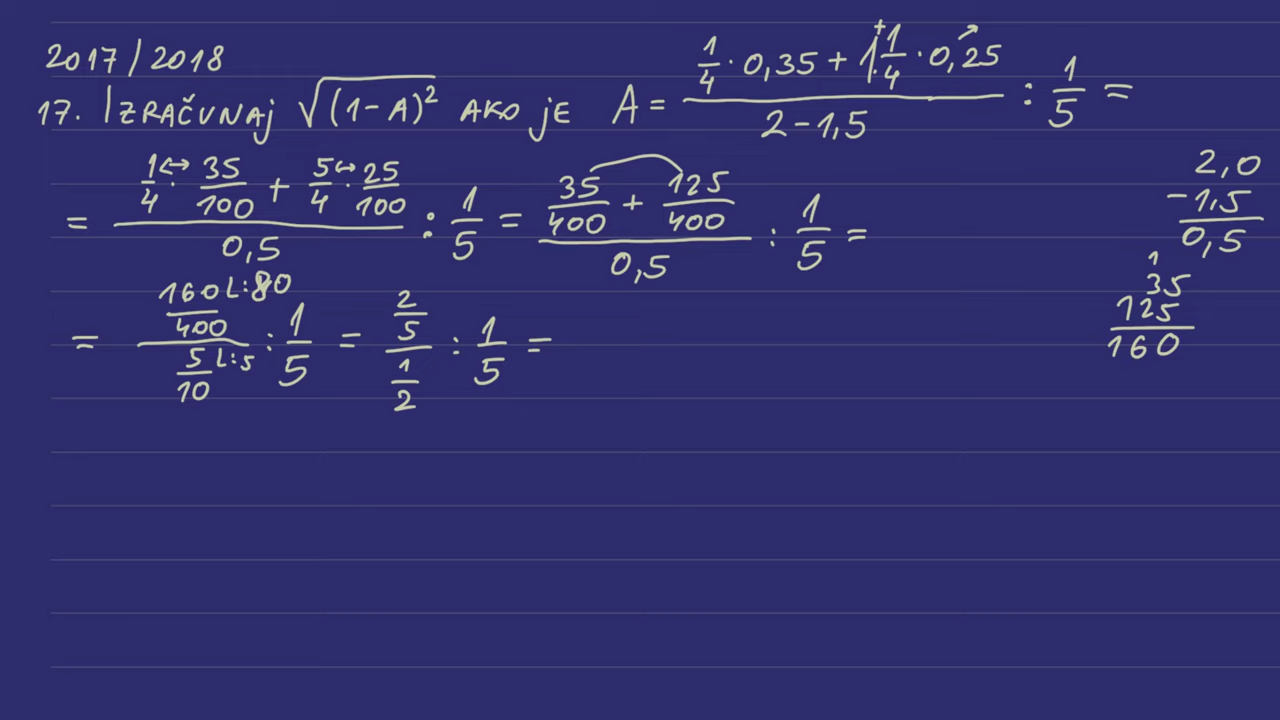 2017/2018
17. IZRAČUNAJ √(1-A)² AKO JE A = (1/4 · 0,35 + 1 1/4 · 0,25)/(2-1,5) : 1/5 =
= (1/4 · 35/100 + 5/4 · 25/100)/(0,5) : 1/5 = (35/400 + 125/400)/(0,5) : 1/5 =
= (160/400 L:80)/(5/10 L:5) : 1/5 = (2/5)/(1/2) : 1/5 =
2,0
-1,5
0,5
1
35
125
160